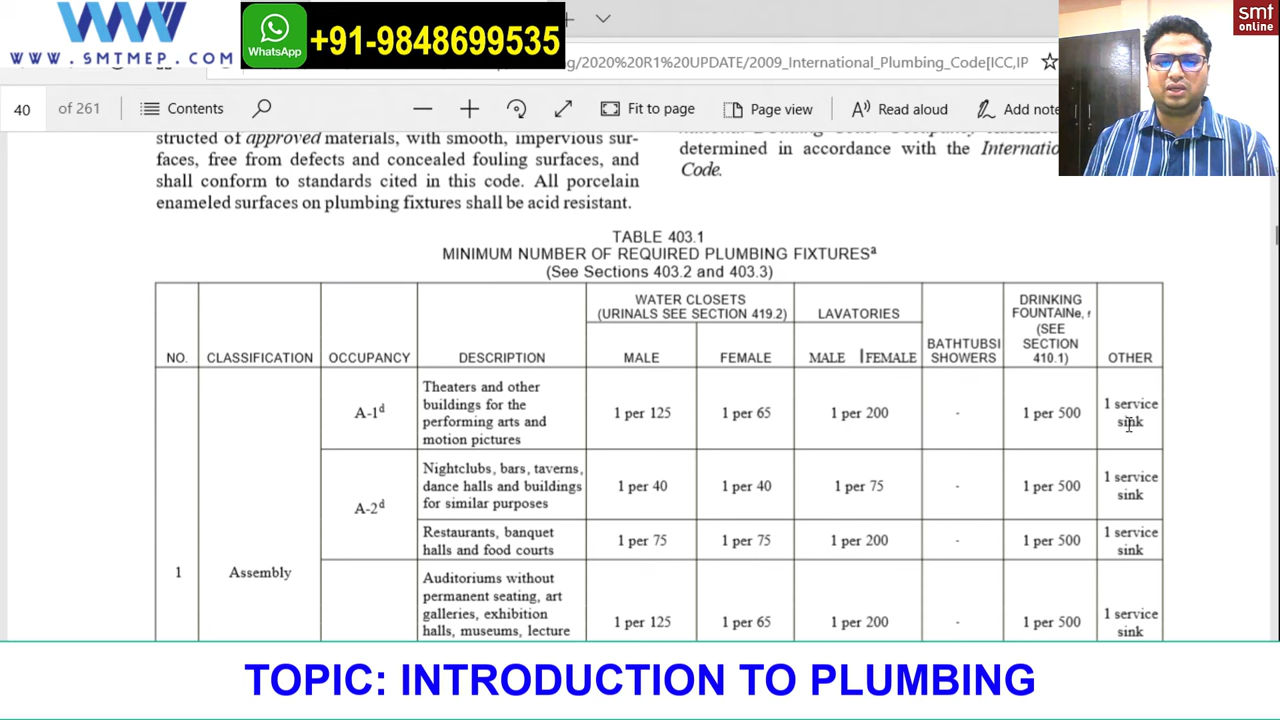 WWW
WWW.SMTMEP.COM
WhatsApp
+91-9848699535
smt
online
ng/2020%20R1%20UPDATE/2009_International_Plumbing_Code[ICC,IP
40 of 261 Contents Fit to page Page view Read aloud Add note
structed of approved materials, with smooth, impervious sur-
faces, free from defects and concealed fouling surfaces, and
shall conform to standards cited in this code. All porcelain
enameled surfaces on plumbing fixtures shall be acid resistant.
determined in accordance with the Internatio
Code.
TABLE 403.1
MINIMUM NUMBER OF REQUIRED PLUMBING FIXTURESa
(See Sections 403.2 and 403.3)
NO.
CLASSIFICATION
OCCUPANCY
DESCRIPTION
WATER CLOSETS
(URINALS SEE SECTION 419.2)
MALE
FEMALE
LAVATORIES
MALE FEMALE
BATHTUBSI
SHOWERS
DRINKING
FOUNTAINe, f
(SEE
SECTION
410.1)
OTHER
1
Assembly
A-1d
Theaters and other
buildings for the
performing arts and
motion pictures
1 per 125
1 per 65
1 per 200
-
1 per 500
1 service
sink
A-2d
Nightclubs, bars, taverns,
dance halls and buildings
for similar purposes
1 per 40
1 per 40
1 per 75
-
1 per 500
1 service
sink
Restaurants, banquet
halls and food courts
1 per 75
1 per 75
1 per 200
-
1 per 500
1 service
sink
Auditoriums without
permanent seating, art
galleries, exhibition
halls, museums, lecture
1 per 125
1 per 65
1 per 200
-
1 per 500
1 service
sink
TOPIC: INTRODUCTION TO PLUMBING